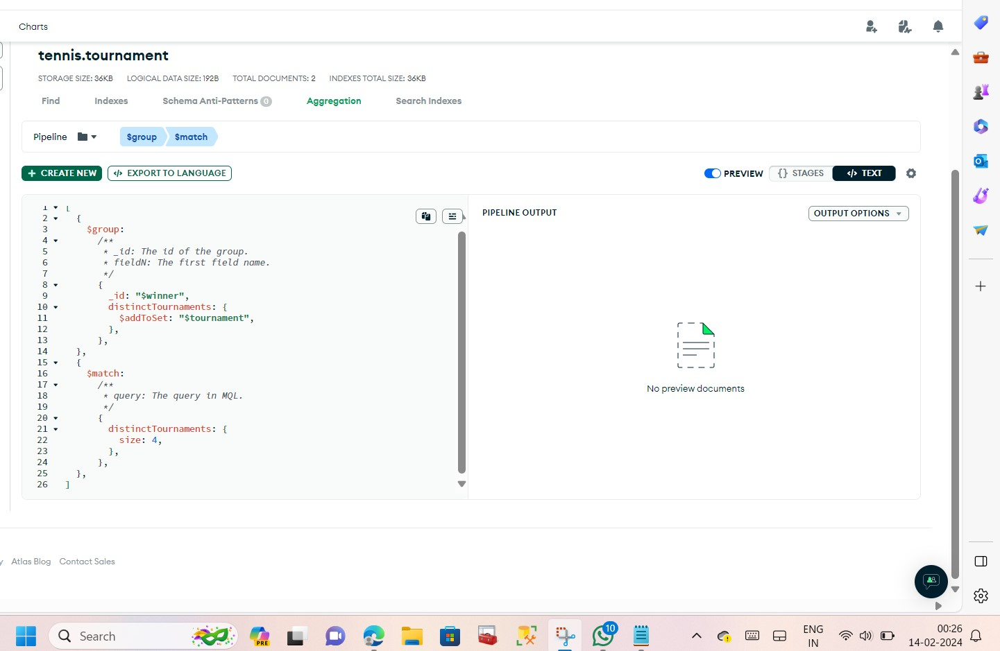 Charts
tennis.tournament
STORAGE SIZE: 36KB LOGICAL DATA SIZE: 192B TOTAL DOCUMENTS: 2 INDEXES TOTAL SIZE: 36KB
Find Indexes Schema Anti-Patterns 0 Aggregation Search Indexes
Pipeline $group $match
+ CREATE NEW </> EXPORT TO LANGUAGE PREVIEW {} STAGES </> TEXT
PIPELINE OUTPUT OUTPUT OPTIONS
1 [
2 {
3 $group:
4 /**
5 * _id: The id of the group.
6 * fieldN: The first field name.
7 */
8 {
9 _id: "$winner",
10 distinctTournaments: {
11 $addToSet: "$tournament",
12 },
13 },
14 },
15 {
16 $match:
17 /**
18 * query: The query in MQL.
19 */
20 {
21 distinctTournaments: {
22 size: 4,
23 },
24 },
25 },
26 ]
No preview documents
y Atlas Blog Contact Sales
Search
PRE
10
ENG
IN
00:26
14-02-2024